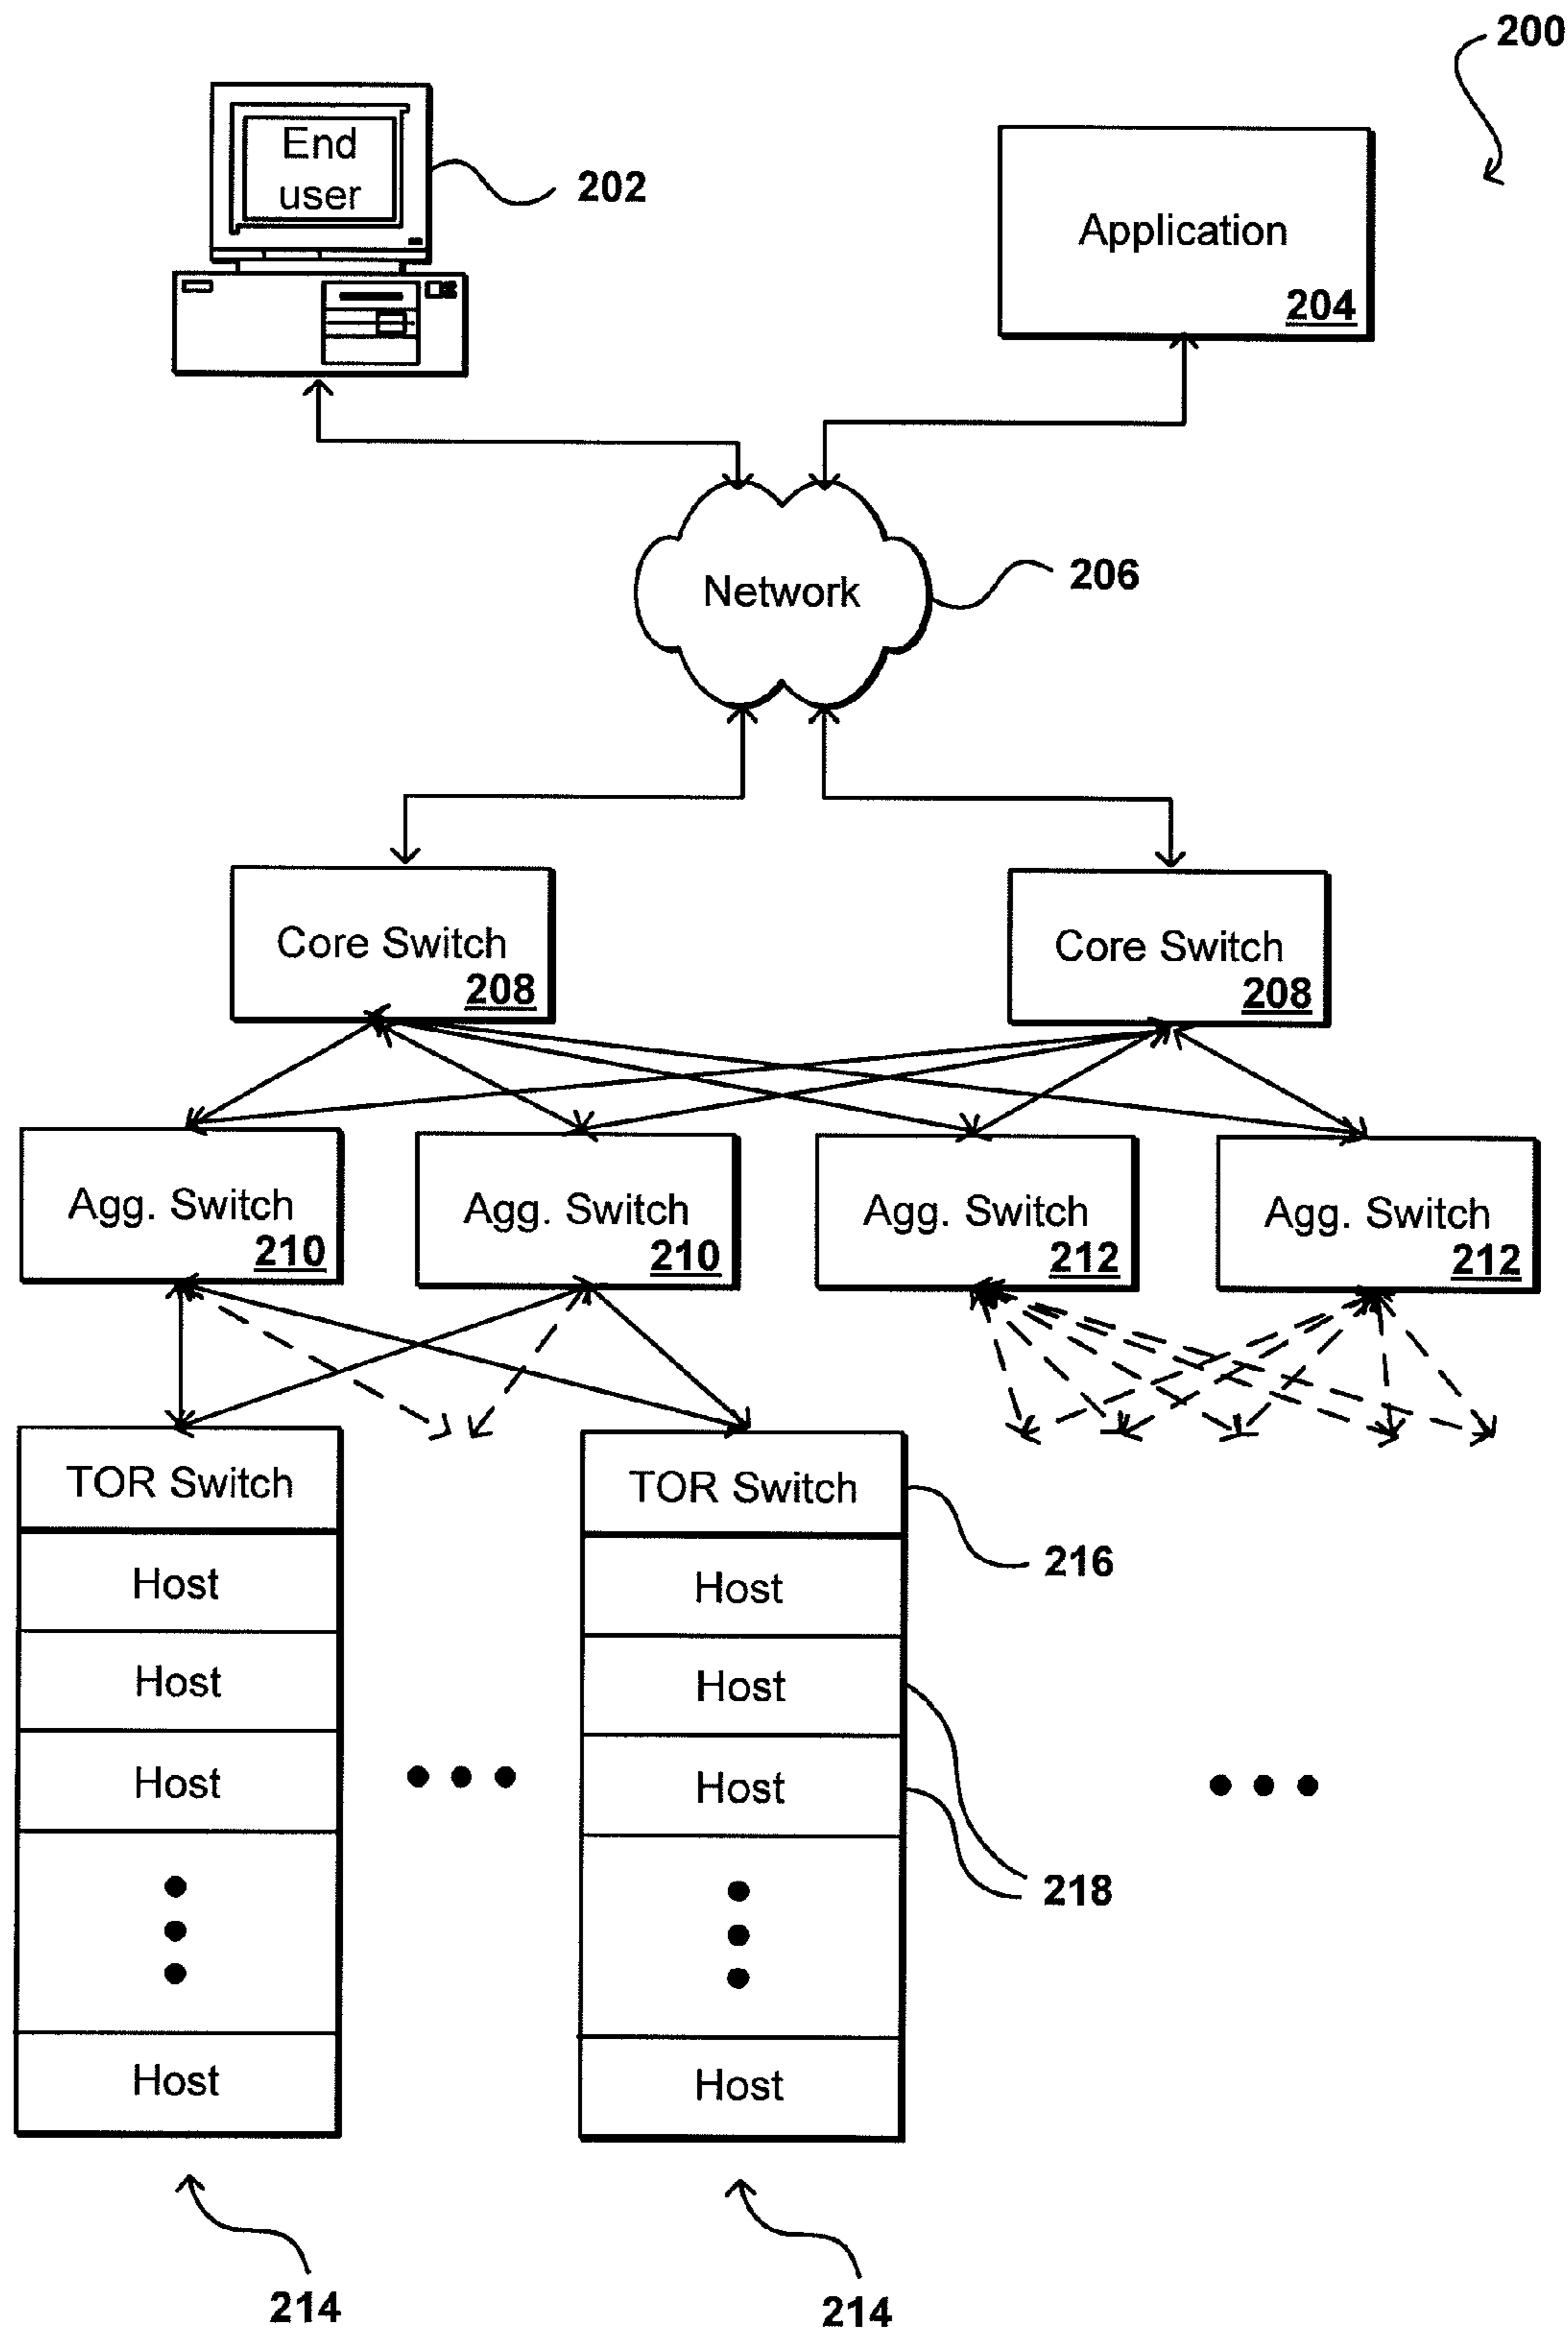 200
End
user
202
Application
204
Network
206
Core Switch
208
Core Switch
208
Agg. Switch
210
Agg. Switch
210
Agg. Switch
212
Agg. Switch
212
TOR Switch
Host
Host
Host
Host
TOR Switch
216
Host
Host
Host
218
Host
214
214